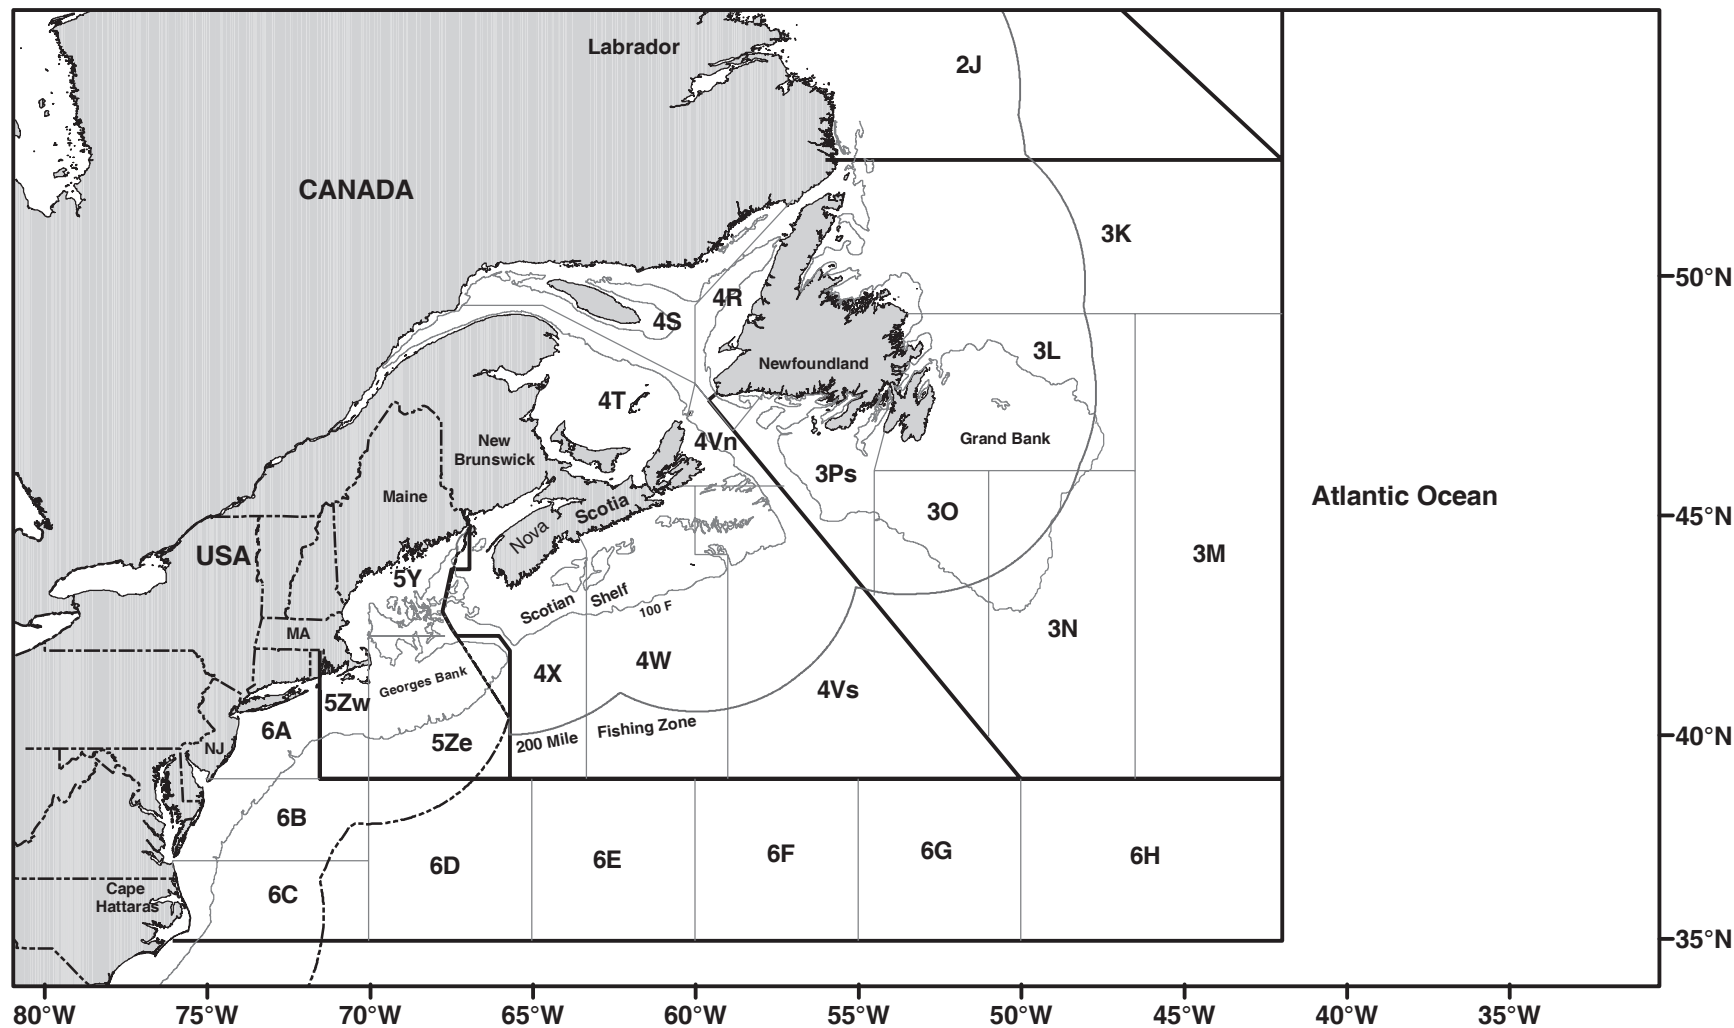 Labrador
2J
CANADA
3K
50°N
4R
4S
3L
Newfoundland
4T
New
Brunswick
4Vn
Grand Bank
3Ps
Maine
Atlantic Ocean
Nova Scotia
3O
45°N
USA
3M
5Y
Scotian Shelf
100 F
MA
3N
4X
4W
4Vs
Georges Bank
5Zw
6A
5Ze
200 Mile Fishing Zone
NJ
40°N
6B
6D
6E
6F
6G
6H
6C
Cape
Hattaras
35°N
80°W 75°W 70°W 65°W 60°W 55°W 50°W 45°W 40°W 35°W